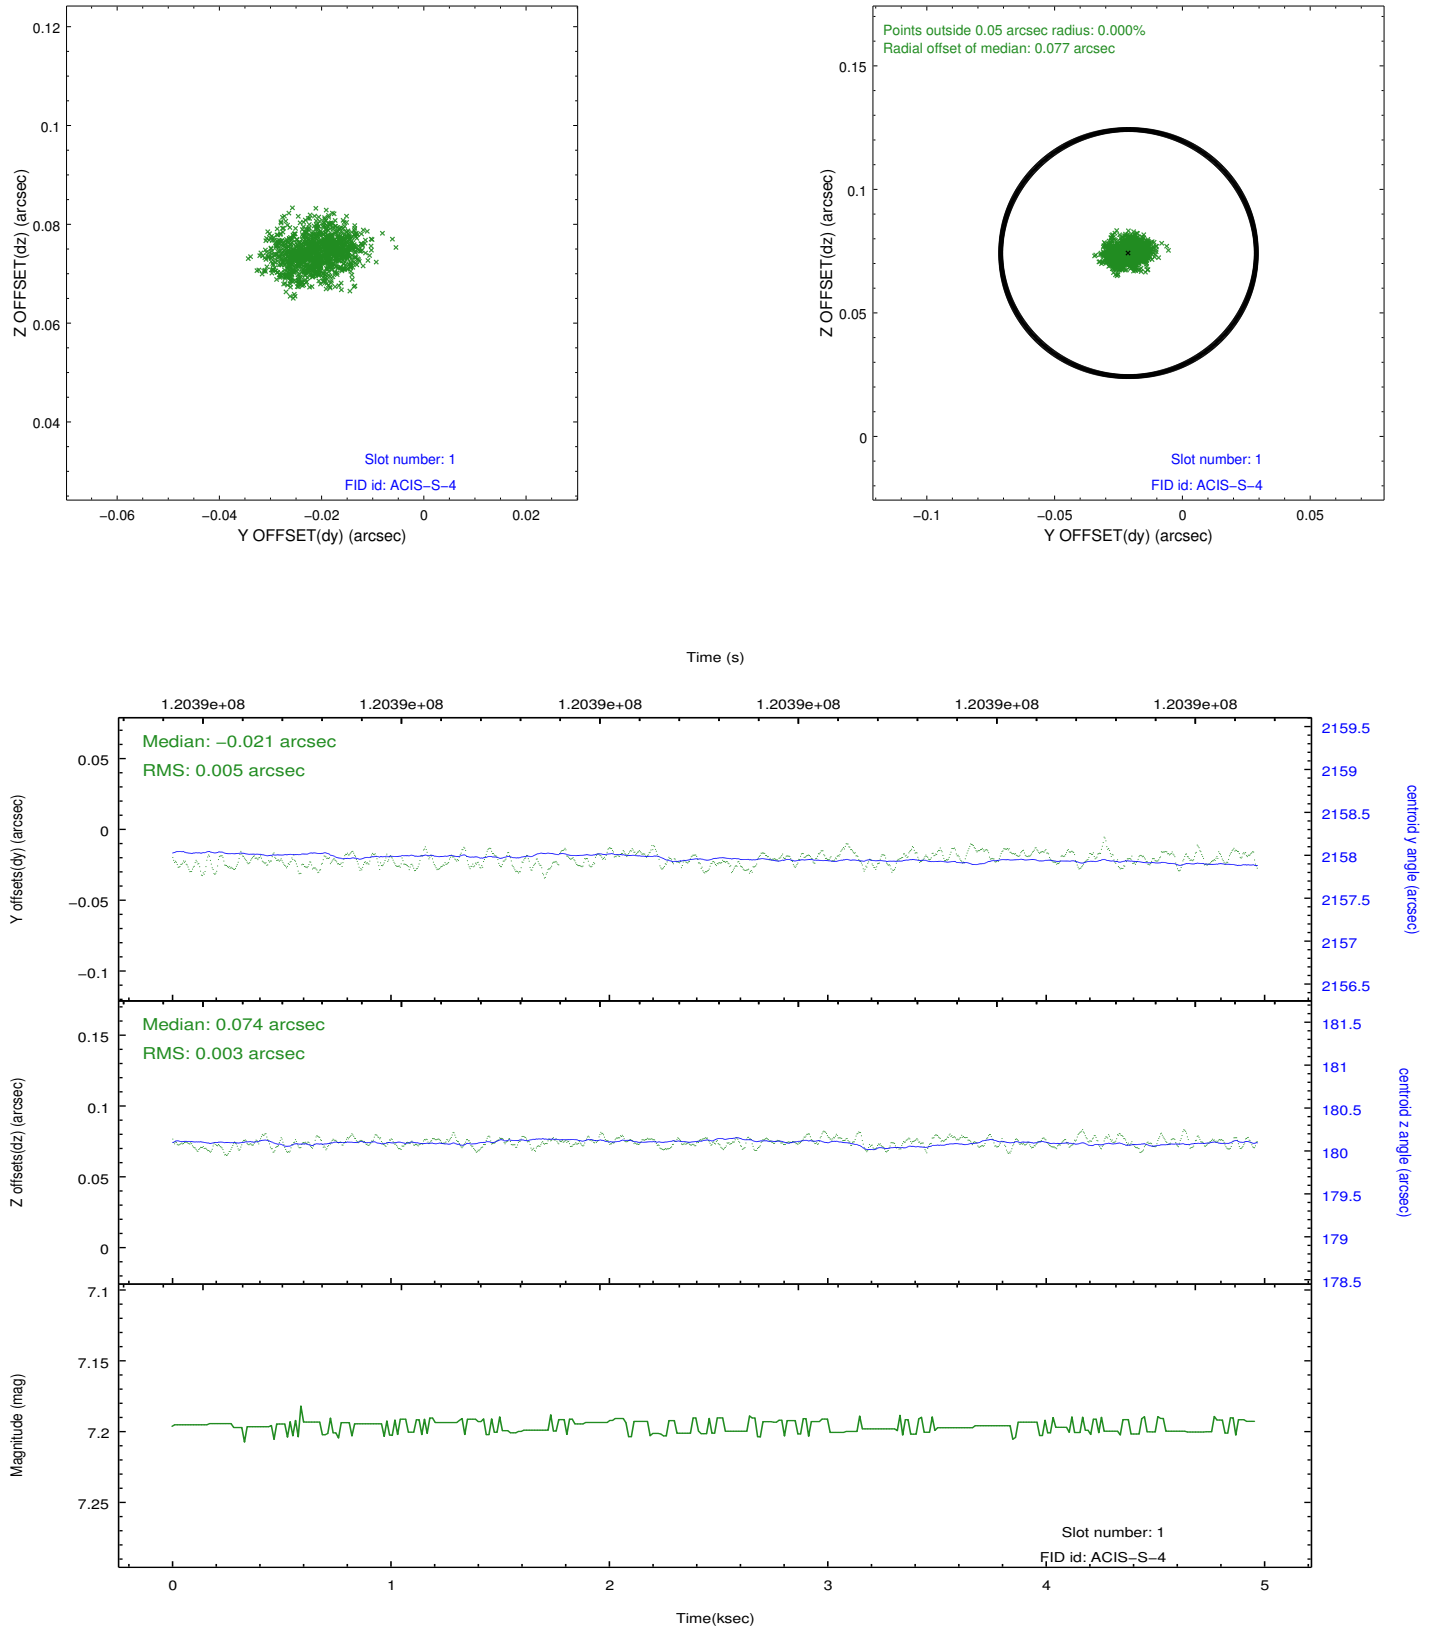 0.12
0.1
0.08
0.06
0.04
Z OFFSET(dz) (arcsec)
Slot number: 1
FID id: ACIS−S−4
−0.06
−0.04
−0.02
0
0.02
Y OFFSET(dy) (arcsec)
Points outside 0.05 arcsec radius: 0.000%
Radial offset of median: 0.077 arcsec
0.15
0.1
0.05
0
Z OFFSET(dz) (arcsec)
Slot number: 1
FID id: ACIS−S−4
−0.1
−0.05
0
0.05
Y OFFSET(dy) (arcsec)
Time (s)
1.2039e+08
1.2039e+08
1.2039e+08
1.2039e+08
1.2039e+08
1.2039e+08
Median: −0.021 arcsec
RMS: 0.005 arcsec
0.05
0
−0.05
−0.1
Y offsets(dy) (arcsec)
2159.5
2159
2158.5
2158
2157.5
2157
2156.5
centroid y angle (arcsec)
Median: 0.074 arcsec
RMS: 0.003 arcsec
0.15
0.1
0.05
0
Z offsets(dz) (arcsec)
181.5
181
180.5
180
179.5
179
178.5
centroid z angle (arcsec)
7.1
7.15
7.2
7.25
Magnitude (mag)
Slot number: 1
FID id: ACIS−S−4
0
1
2
3
4
5
Time(ksec)